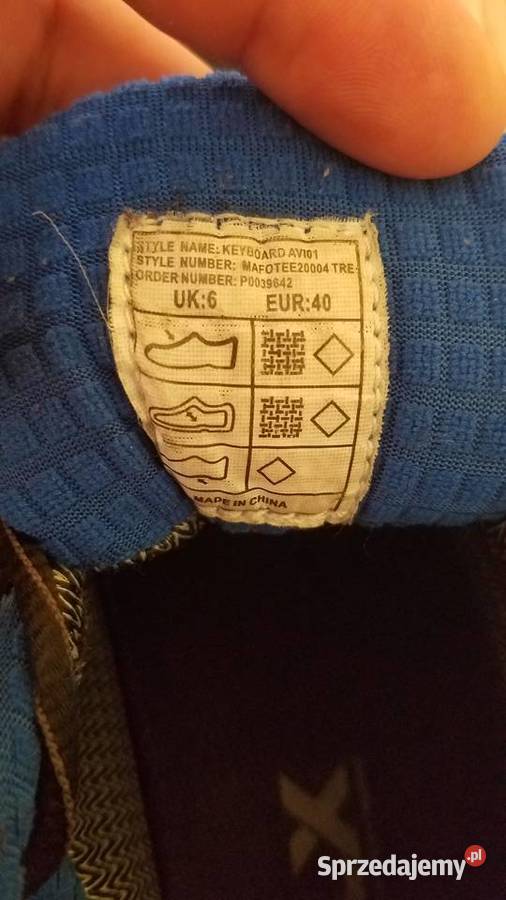 STYLE NAME: KEYBOARD AVI01
STYLE NUMBER: MAFOTEE20004 TRE-
ORDER NUMBER: P0039642
UK:6 EUR:40
MADE IN CHINA
X
Sprzedajemy.pl